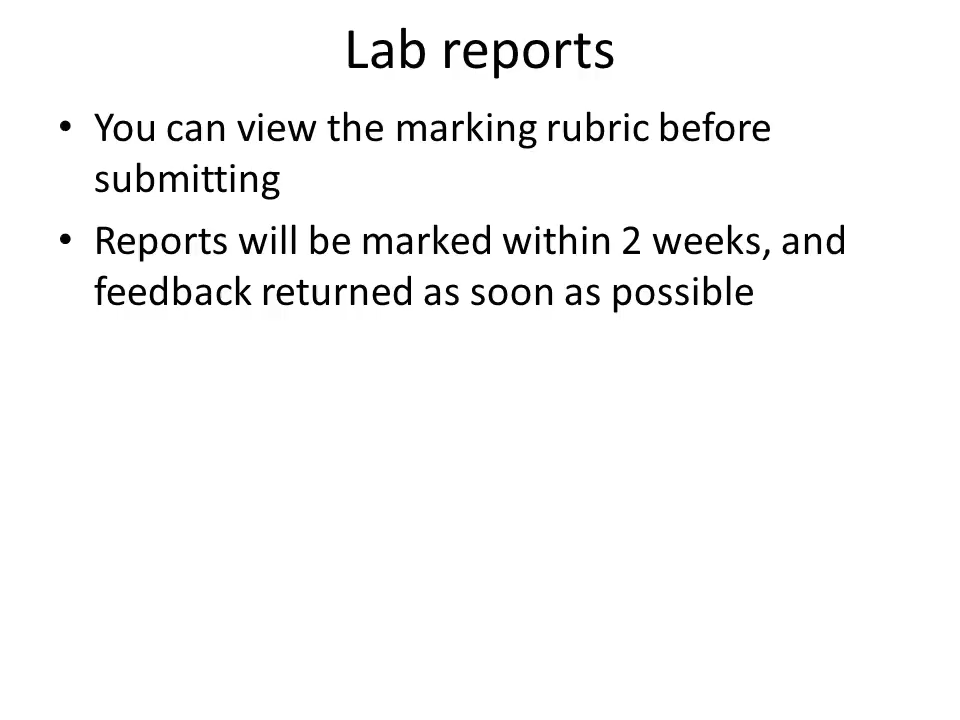 Lab reports
• You can view the marking rubric before
submitting
• Reports will be marked within 2 weeks, and
feedback returned as soon as possible